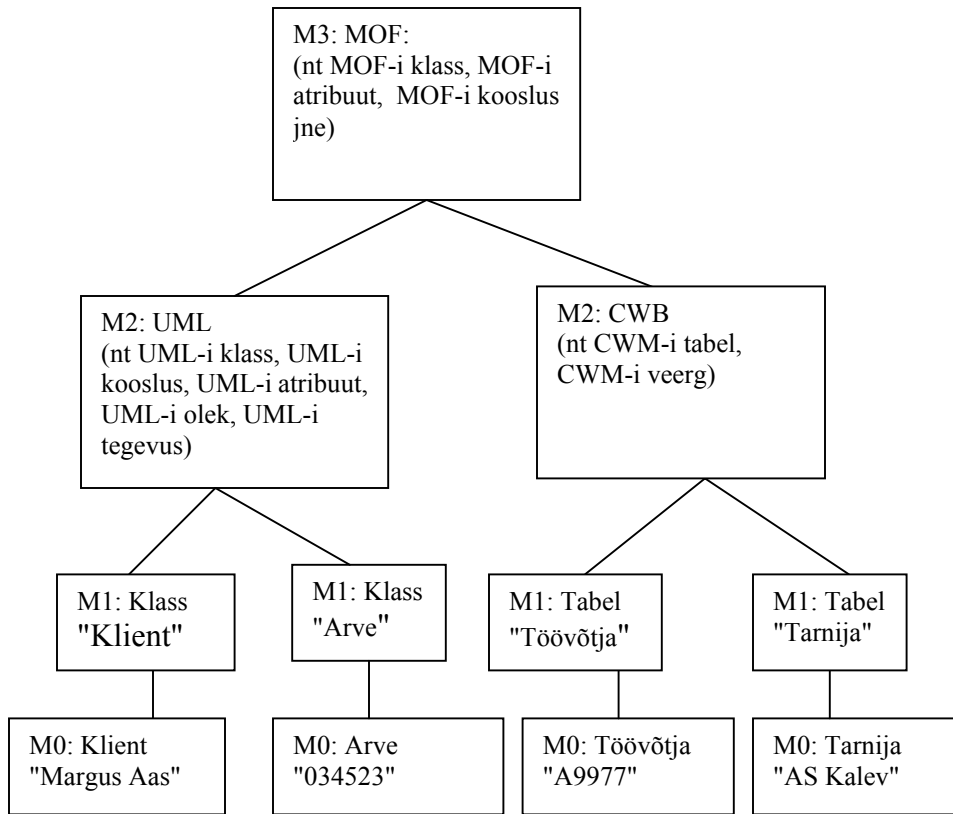 M3: MOF:
(nt MOF-i klass, MOF-i
atribuut, MOF-i kooslus
jne)
M2: UML
(nt UML-i klass, UML-i
kooslus, UML-i atribuut,
UML-i olek, UML-i
tegevus)
M2: CWB
(nt CWM-i tabel,
CWM-i veerg)
M1: Klass
"Klient"
M1: Klass
"Arve"
M1: Tabel
"Töövõtja"
M1: Tabel
"Tarnija"
M0: Klient
"Margus Aas"
M0: Arve
"034523"
M0: Töövõtja
"A9977"
M0: Tarnija
"AS Kalev"